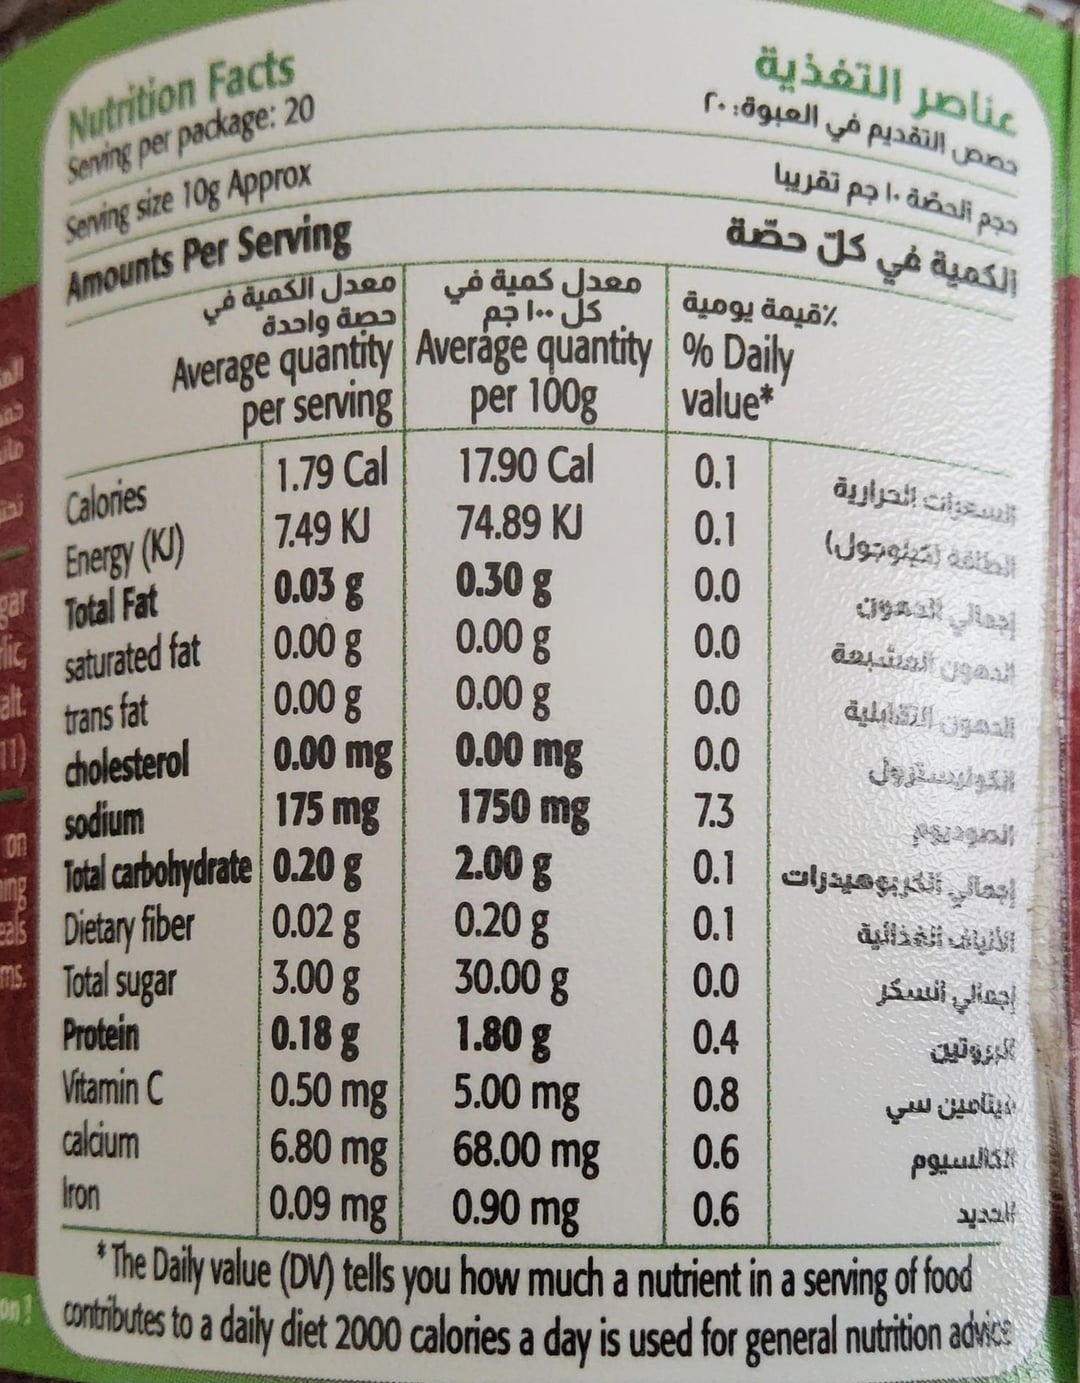 Nutrition Facts
عناصر التغذية
Serving per package: 20
حصص التقديم في العبوة: ٢٠
Serving size 10g Approx
حجم الحصّة ١٠ جم تقريبا
Amounts Per Serving
الكمية في كلّ حصّة
معدل الكمية في
حصة واحدة
Average quantity
per serving
معدل كمية في
كل ١٠٠ جم
Average quantity
per 100g
٪قيمة يومية
% Daily
value*
Calories 1.79 Cal 17.90 Cal 0.1 السعرات الحرارية
Energy (KJ) 7.49 KJ 74.89 KJ 0.1 الطاقة (كيلوجول)
Total Fat 0.03 g 0.30 g 0.0 إجمالي الدهون
saturated fat 0.00 g 0.00 g 0.0 الدهون المشبعة
trans fat 0.00 g 0.00 g 0.0 الدهون التقابلية
cholesterol 0.00 mg 0.00 mg 0.0 الكوليسترول
sodium 175 mg 1750 mg 7.3 الصوديوم
Total carbohydrate 0.20 g 2.00 g 0.1 إجمالي الكربوهيدرات
Dietary fiber 0.02 g 0.20 g 0.1 الألياف الغذائية
Total sugar 3.00 g 30.00 g 0.0 إجمالي السكر
Protein 0.18 g 1.80 g 0.4 البروتين
Vitamin C 0.50 mg 5.00 mg 0.8 فيتامين سي
calcium 6.80 mg 68.00 mg 0.6 الكالسيوم
Iron 0.09 mg 0.90 mg 0.6 الحديد
* The Daily value (DV) tells you how much a nutrient in a serving of food
contributes to a daily diet 2000 calories a day is used for general nutrition advice